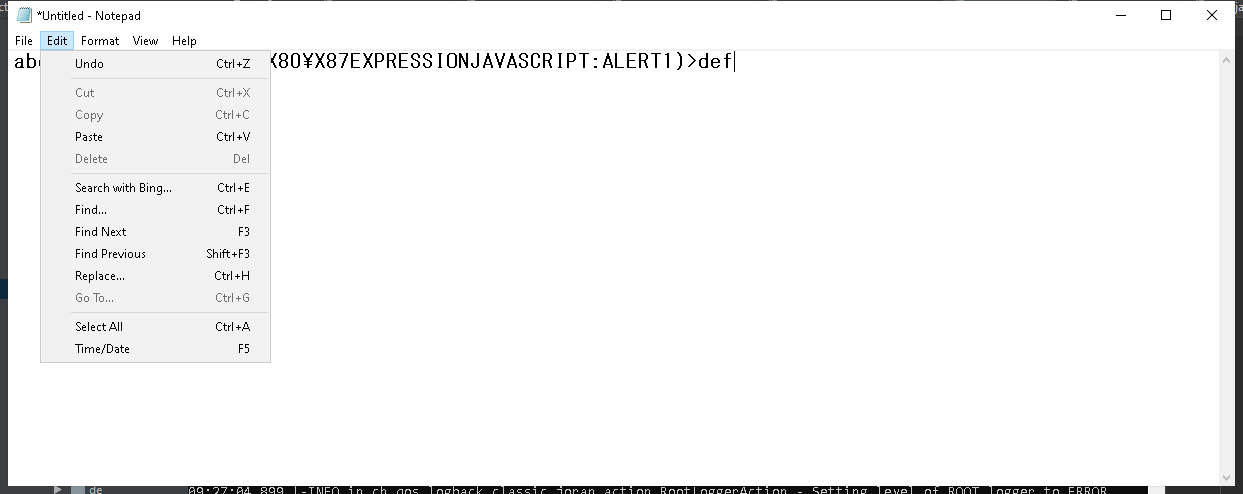 *Untitled - Notepad
File Edit Format View Help
X80¥X87EXPRESSIONJAVASCRIPT:ALERT1)>def
Undo Ctrl+Z
Cut Ctrl+X
Copy Ctrl+C
Paste Ctrl+V
Delete Del
Search with Bing... Ctrl+E
Find... Ctrl+F
Find Next F3
Find Previous Shift+F3
Replace... Ctrl+H
Go To... Ctrl+G
Select All Ctrl+A
Time/Date F5
de 09:27:04,899 |-INFO in ch.qos.logback.classic.joran.action.RootLoggerAction - Setting level of ROOT logger to ERROR